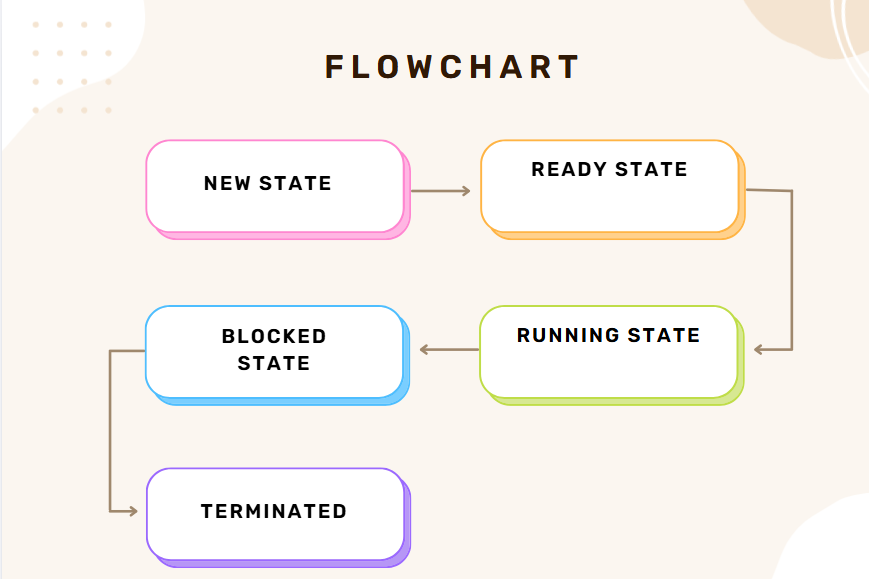 FLOWCHART
NEW STATE
READY STATE
RUNNING STATE
BLOCKED
STATE
TERMINATED